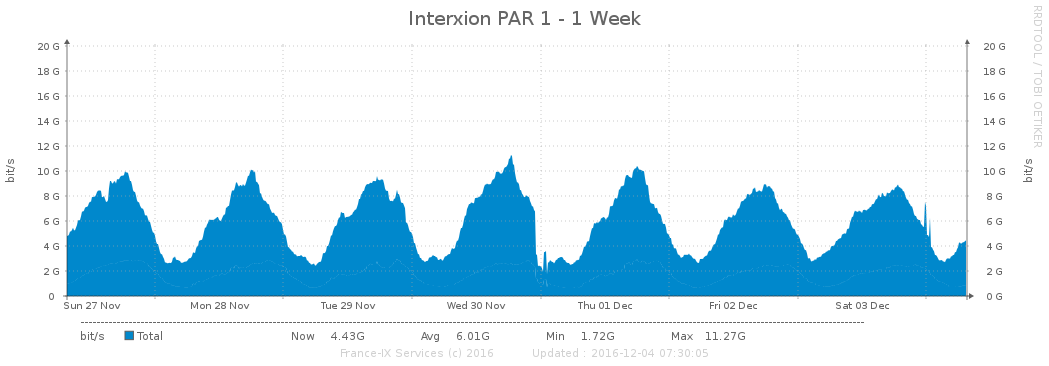 Interxion PAR 1 - 1 Week
RRDTOOL / TOBI OETIKER
bit/s
20 G 20 G
18 G 18 G
16 G 16 G
14 G 14 G
12 G 12 G
10 G 10 G
8 G 8 G
6 G 6 G
4 G 4 G
2 G 2 G
0 0 G
bit/s
Sun 27 Nov Mon 28 Nov Tue 29 Nov Wed 30 Nov Thu 01 Dec Fri 02 Dec Sat 03 Dec
bit/s Total Now 4.43G Avg 6.01G Min 1.72G Max 11.27G
France-IX Services (c) 2016 Updated : 2016-12-04 07:30:05